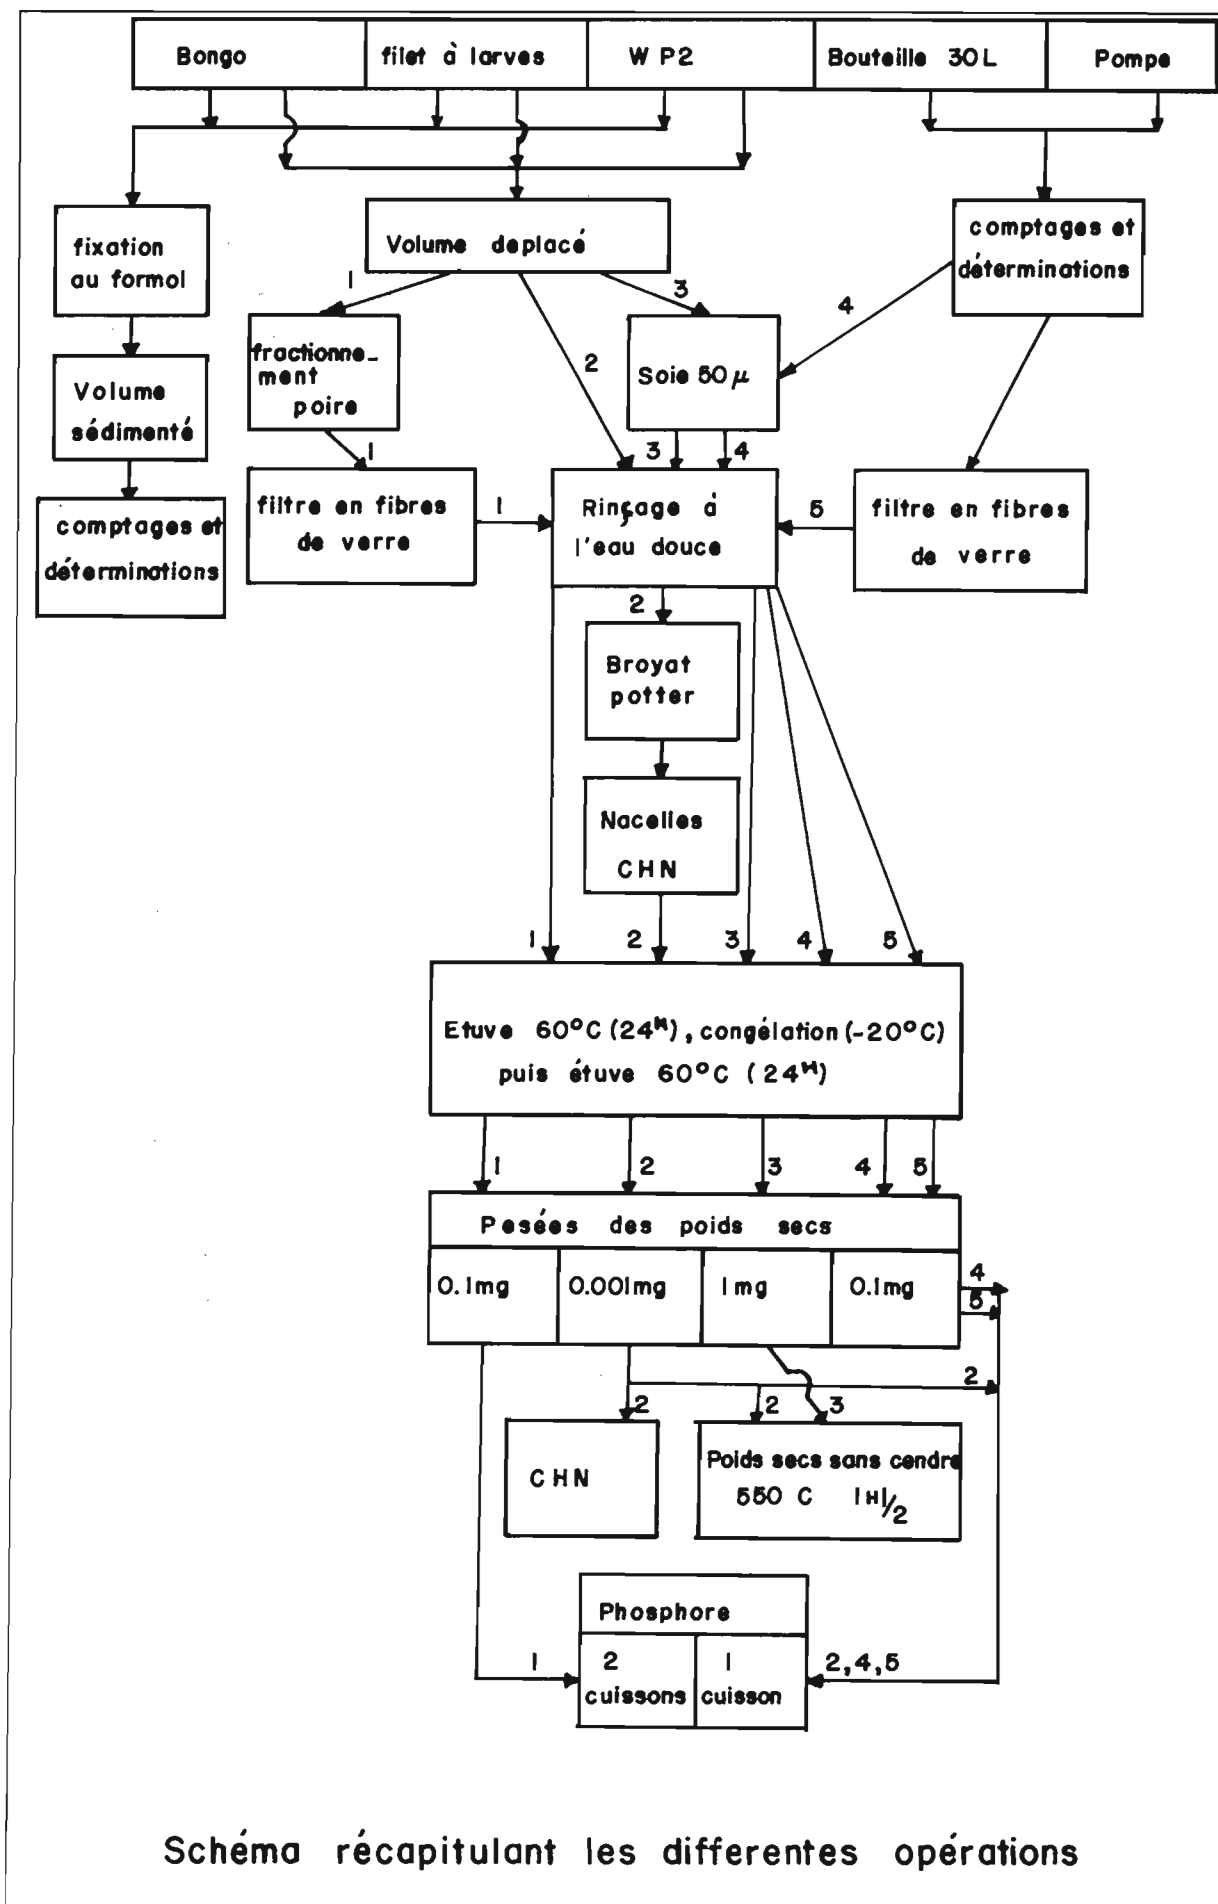 Bongo
filet à larves
WP2
Bouteille 30L
Pompe
fixation
au formol
Volume
sédimenté
comptages et
déterminations
Volume deplacé
comptages et
déterminations
1
3
4
2
fractionne_
ment
poire
Soie 50µ
1
3
4
filtre en fibres
de verre
1
Rinçage à
l'eau douce
5
filtre en fibres
de verre
2
Broyat
potter
Nacelles
CHN
1
2
3
4
5
Etuve 60°C (24H), congélation (-20°C)
puis étuve 60°C (24H)
1
2
3
4
5
Pesées des poids secs
0.1mg
0.001mg
1mg
0.1mg
4
5
2
2
2
3
CHN
Poids secs sans cendre
550 C 1H1/2
Phosphore
1
2
cuissons
1
cuisson
2,4,5
Schéma récapitulant les differentes opérations